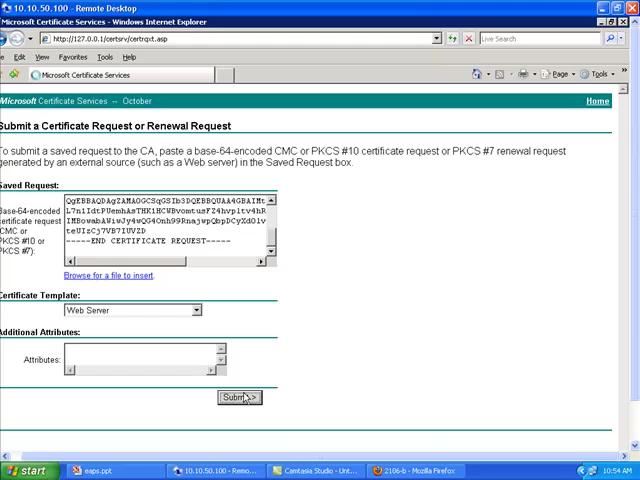 10.10.50.100 - Remote Desktop
Microsoft Certificate Services - Windows Internet Explorer
http://127.0.0.1/certsrv/certrqxt.asp
Live Search
Edit View Favorites Tools Help
Microsoft Certificate Services
Page Tools
Microsoft Certificate Services -- October Home
Submit a Certificate Request or Renewal Request
To submit a saved request to the CA, paste a base-64-encoded CMC or PKCS #10 certificate request or PKCS #7 renewal request
generated by an external source (such as a Web server) in the Saved Request box.
Saved Request:
Base-64-encoded
certificate request
(CMC or
PKCS #10 or
PKCS #7):
-----END CERTIFICATE REQUEST-----
Browse for a file to insert.
Certificate Template:
Web Server
Additional Attributes:
Attributes:
Submit >
start eaps.ppt 10.10.50.100 - Remo... Camtasia Studio - Unt... 2106-b - Mozilla Firefox 10:54 AM